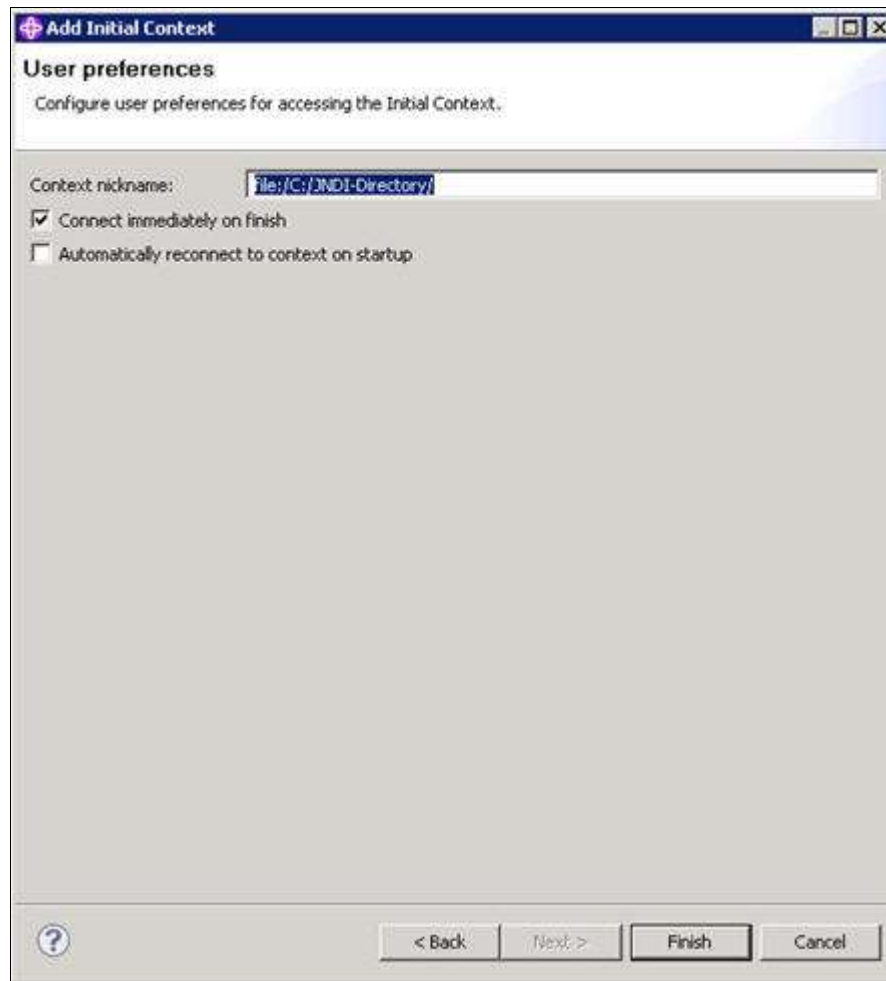 Add Initial Context
User preferences
Configure user preferences for accessing the Initial Context.
Context nickname: file:/C:/JNDI-Directory/
Connect immediately on finish
Automatically reconnect to context on startup
?
< Back Next > Finish Cancel